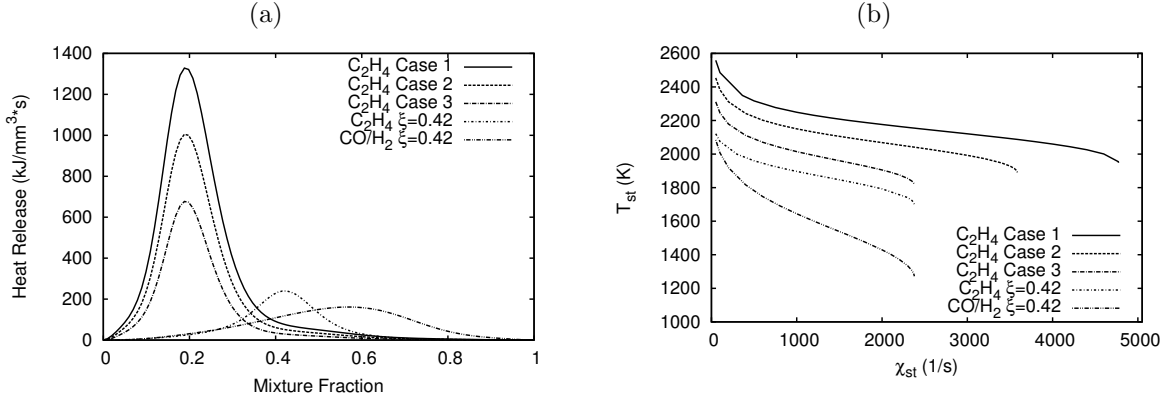 (a)
Heat Release (kJ/mm³*s)
1400
1200
1000
800
600
400
200
0
C₂H₄ Case 1
C₂H₄ Case 2
C₂H₄ Case 3
C₂H₄ ξ=0.42
CO/H₂ ξ=0.42
0 0.2 0.4 0.6 0.8 1
Mixture Fraction
(b)
T_st (K)
2600
2400
2200
2000
1800
1600
1400
1200
1000
C₂H₄ Case 1
C₂H₄ Case 2
C₂H₄ Case 3
C₂H₄ ξ=0.42
CO/H₂ ξ=0.42
0 1000 2000 3000 4000 5000
χ_st (1/s)